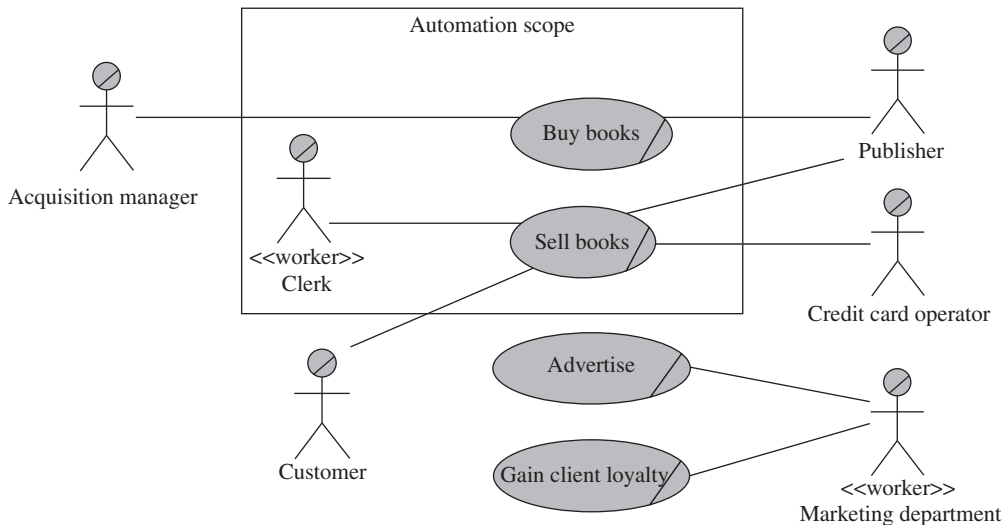 Automation scope
Buy books
Publisher
Acquisition manager
Sell books
<<worker>>
Clerk
Credit card operator
Advertise
Customer
Gain client loyalty
<<worker>>
Marketing department